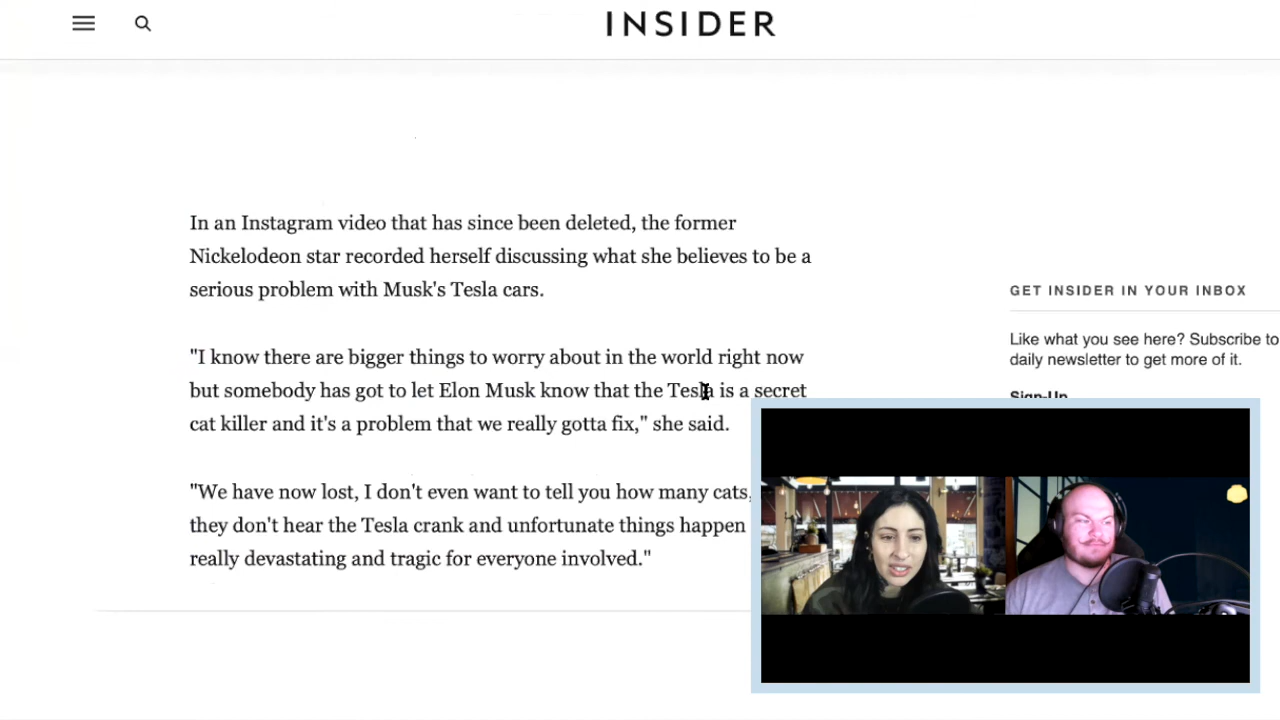 INSIDER
In an Instagram video that has since been deleted, the former
Nickelodeon star recorded herself discussing what she believes to be a
serious problem with Musk's Tesla cars.
"I know there are bigger things to worry about in the world right now
but somebody has got to let Elon Musk know that the Tesla is a secret
cat killer and it's a problem that we really gotta fix," she said.
"We have now lost, I don't even want to tell you how many cats,
they don't hear the Tesla crank and unfortunate things happen
really devastating and tragic for everyone involved."
GET INSIDER IN YOUR INBOX
Like what you see here? Subscribe to
daily newsletter to get more of it.
Sign-Up